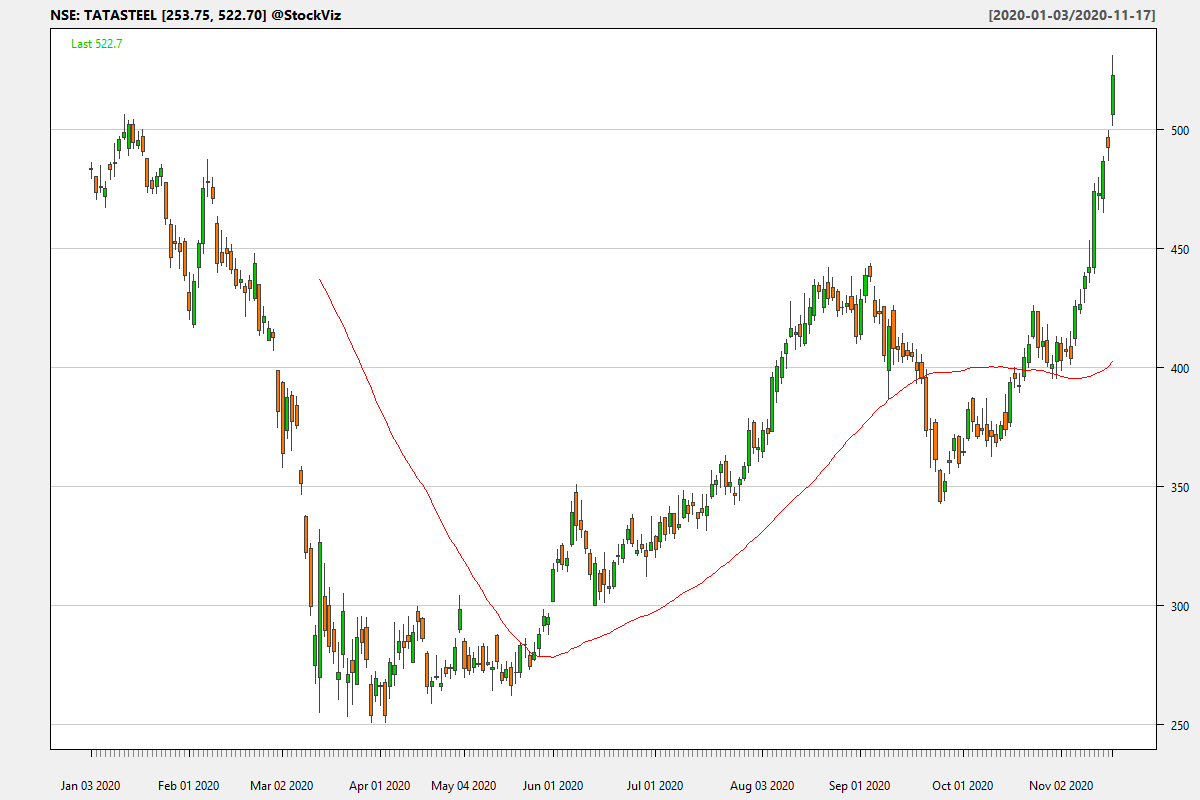 NSE: TATASTEEL [253.75, 522.70] @StockViz [2020-01-03/2020-11-17]
Last 522.7
500
450
400
350
300
250
Jan 03 2020 Feb 01 2020 Mar 02 2020 Apr 01 2020 May 04 2020 Jun 01 2020 Jul 01 2020 Aug 03 2020 Sep 01 2020 Oct 01 2020 Nov 02 2020